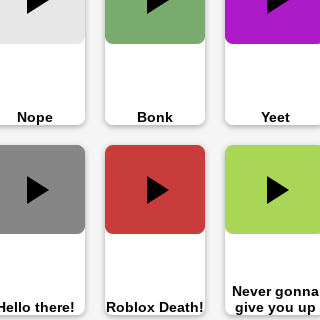 Nope
Bonk
Yeet
Hello there!
Roblox Death!
Never gonna
give you up